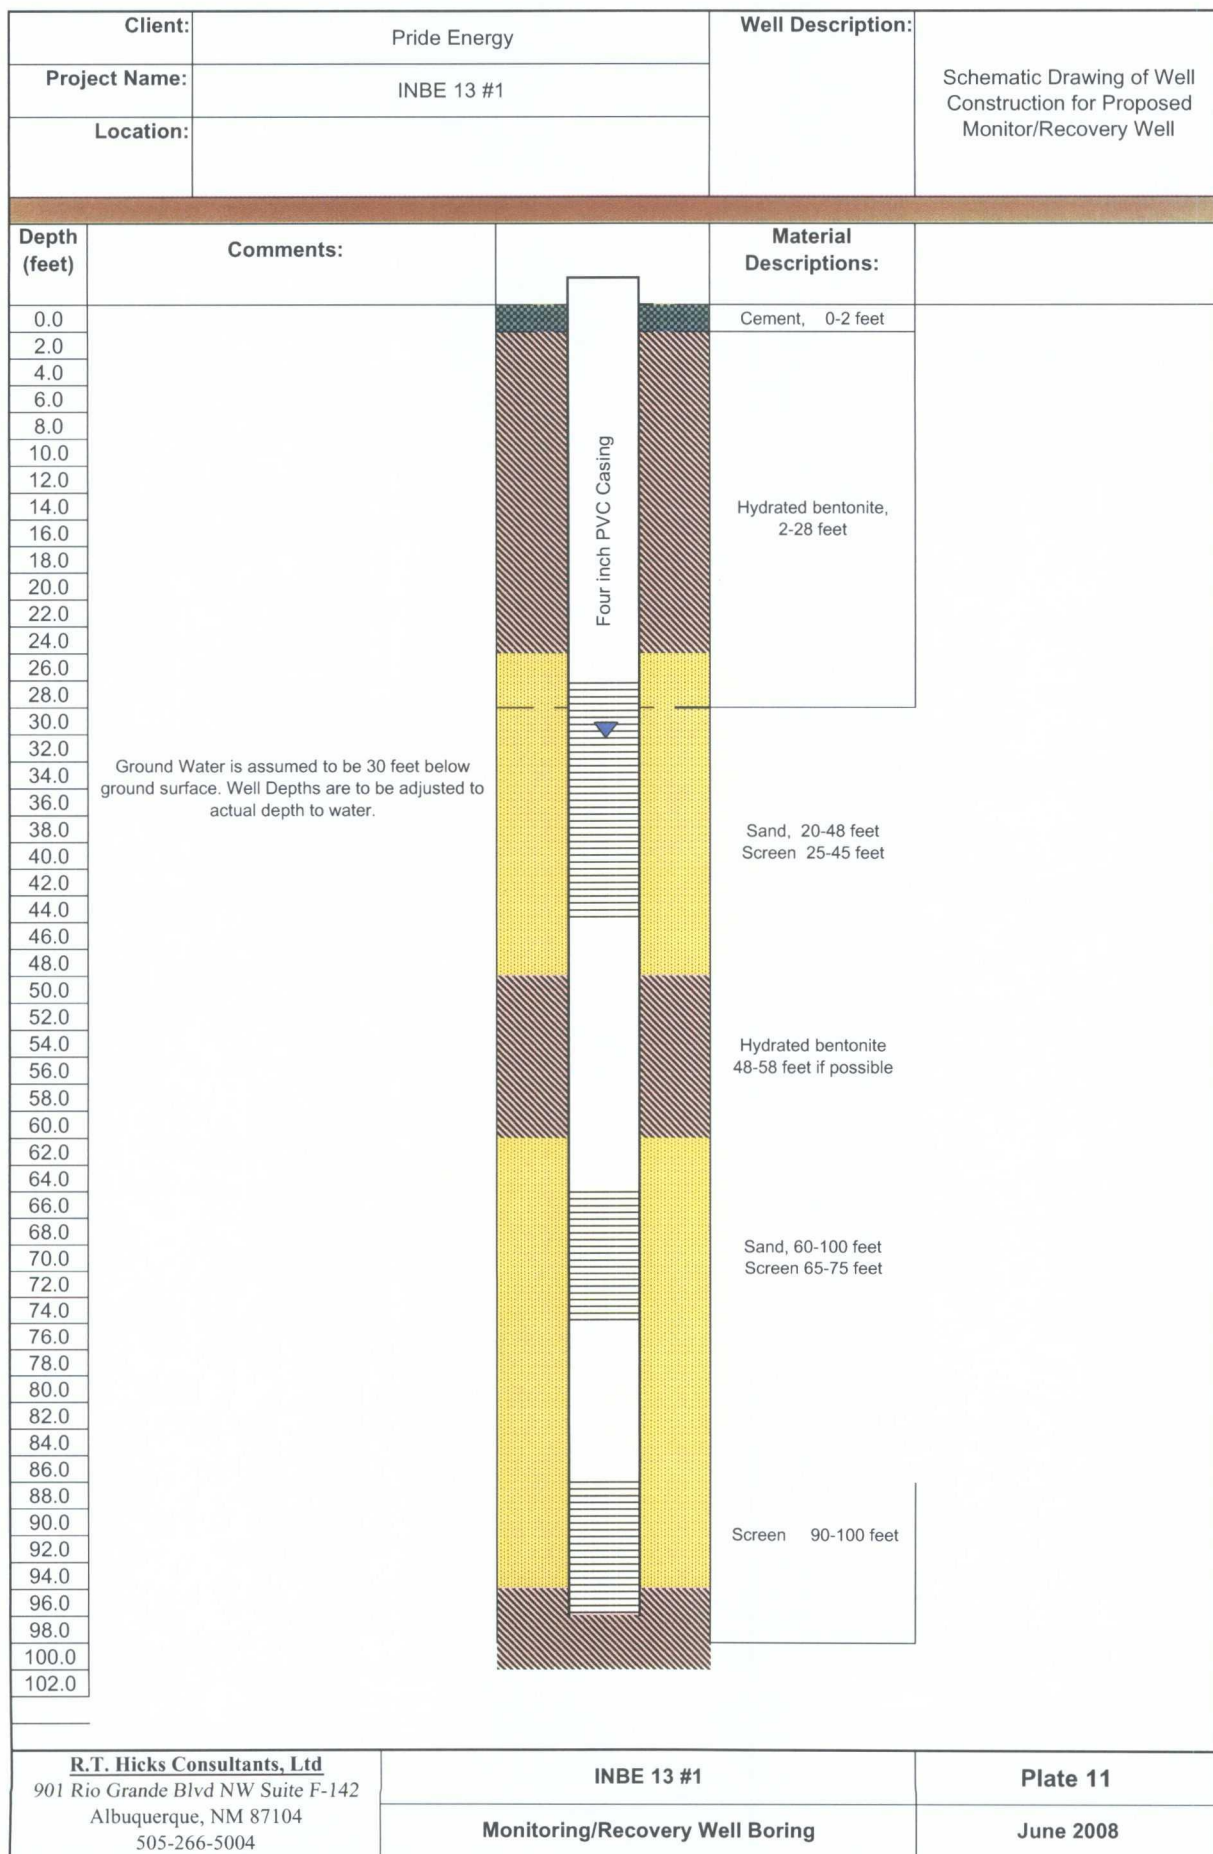 Client:
Pride Energy
Well Description:
Schematic Drawing of Well
Construction for Proposed
Monitor/Recovery Well
Project Name:
INBE 13 #1
Location:
Depth
(feet)
Comments:
Material
Descriptions:
0.0
2.0
4.0
6.0
8.0
10.0
12.0
14.0
16.0
18.0
20.0
22.0
24.0
26.0
28.0
30.0
32.0
34.0
36.0
38.0
40.0
42.0
44.0
46.0
48.0
50.0
52.0
54.0
56.0
58.0
60.0
62.0
64.0
66.0
68.0
70.0
72.0
74.0
76.0
78.0
80.0
82.0
84.0
86.0
88.0
90.0
92.0
94.0
96.0
98.0
100.0
102.0
Ground Water is assumed to be 30 feet below
ground surface. Well Depths are to be adjusted to
actual depth to water.
Four inch PVC Casing
Cement, 0-2 feet
Hydrated bentonite,
2-28 feet
Sand, 20-48 feet
Screen 25-45 feet
Hydrated bentonite
48-58 feet if possible
Sand, 60-100 feet
Screen 65-75 feet
Screen 90-100 feet
R.T. Hicks Consultants, Ltd
901 Rio Grande Blvd NW Suite F-142
Albuquerque, NM 87104
505-266-5004
INBE 13 #1
Monitoring/Recovery Well Boring
Plate 11
June 2008